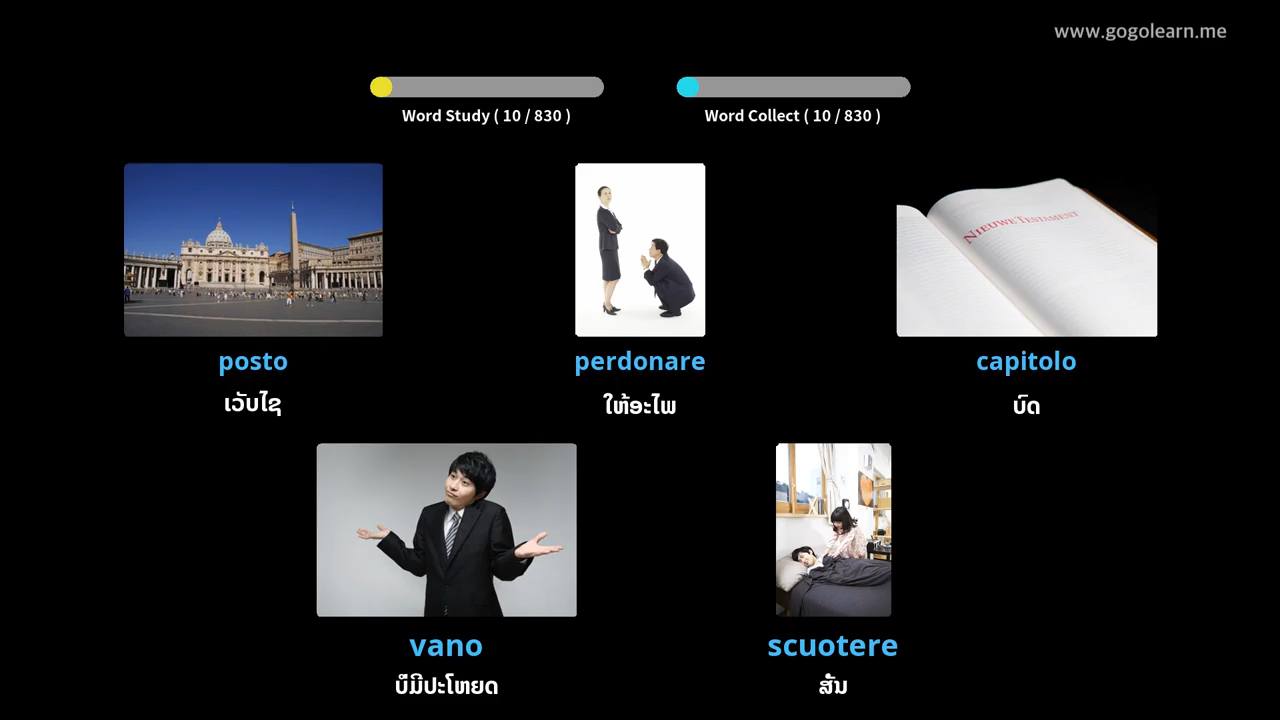 www.gogolearn.me
Word Study ( 10 / 830 )
Word Collect ( 10 / 830 )
NIEUWE TESTAMENT
posto
perdonare
capitolo
ເວັບໄຊ
ໃຫ້ອະໄພ
ບົດ
vano
scuotere
ບໍ່ມີປະໂຫຍດ
ສັ່ນ